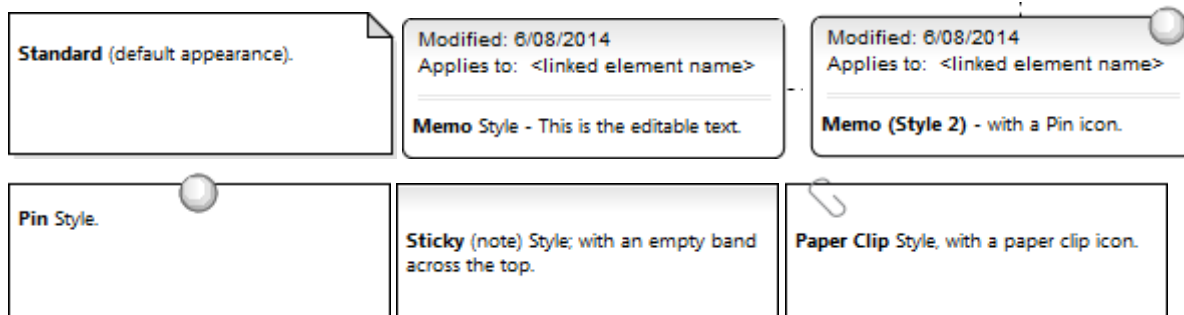 Standard (default appearance).
Modified: 6/08/2014
Applies to: <linked element name>
Memo Style - This is the editable text.
Modified: 6/08/2014
Applies to: <linked element name>
Memo (Style 2) - with a Pin icon.
Pin Style.
Sticky (note) Style; with an empty band
across the top.
Paper Clip Style, with a paper clip icon.